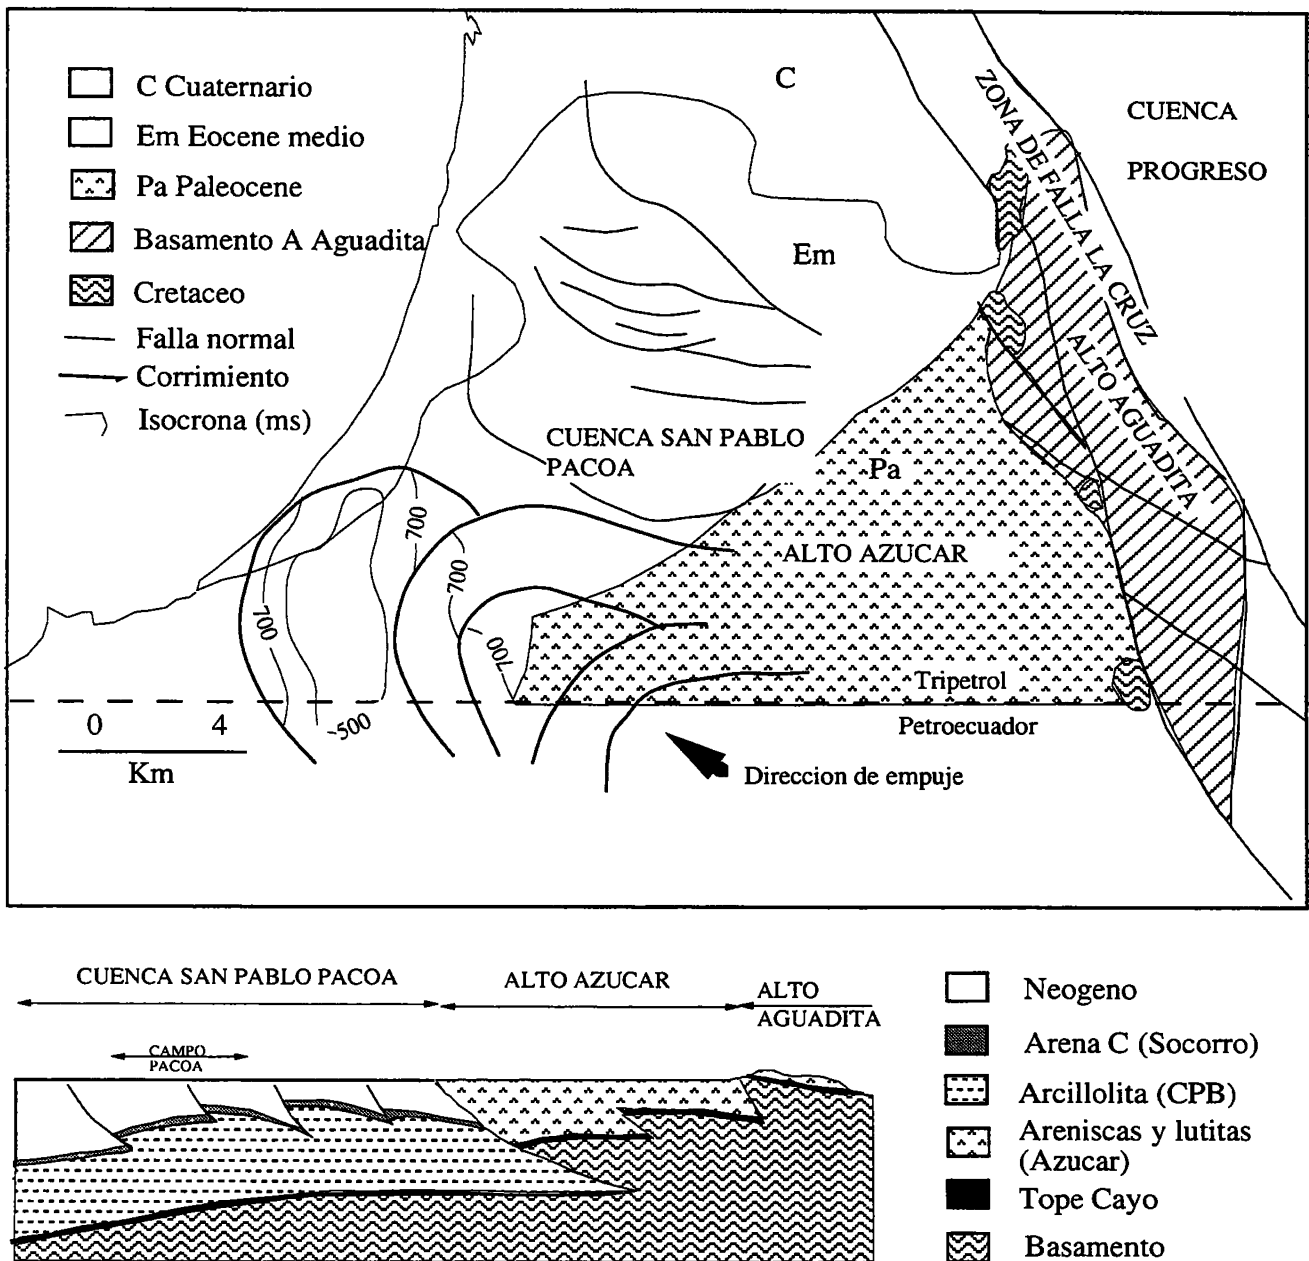 C Cuaternario
Em Eocene medio
Pa Paleocene
Basamento A Aguadita
Cretaceo
Falla normal
Corrimiento
Isocrona (ms)
C
Em
CUENCA
PROGRESO
ZONA DE FALLA LA CRUZ
ALTO AGUADITA
CUENCA SAN PABLO
PACOA
Pa
ALTO AZUCAR
700
700
700
700
500
Tripetrol
Petroecuador
0 4
Km
Direccion de empuje
CUENCA SAN PABLO PACOA
ALTO AZUCAR
ALTO
AGUADITA
CAMPO
PACOA
Neogeno
Arena C (Socorro)
Arcillolita (CPB)
Areniscas y lutitas
(Azucar)
Tope Cayo
Basamento